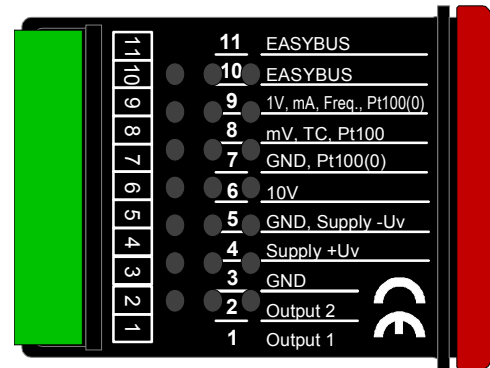 11 11 EASYBUS
10 10 EASYBUS
9 9 1V, mA, Freq., Pt100(0)
8 8 mV, TC, Pt100
7 7 GND, Pt100(0)
6 6 10V
5 5 GND, Supply -Uv
4 4 Supply +Uv
3 3 GND
2 2 Output 2
1 1 Output 1
CE